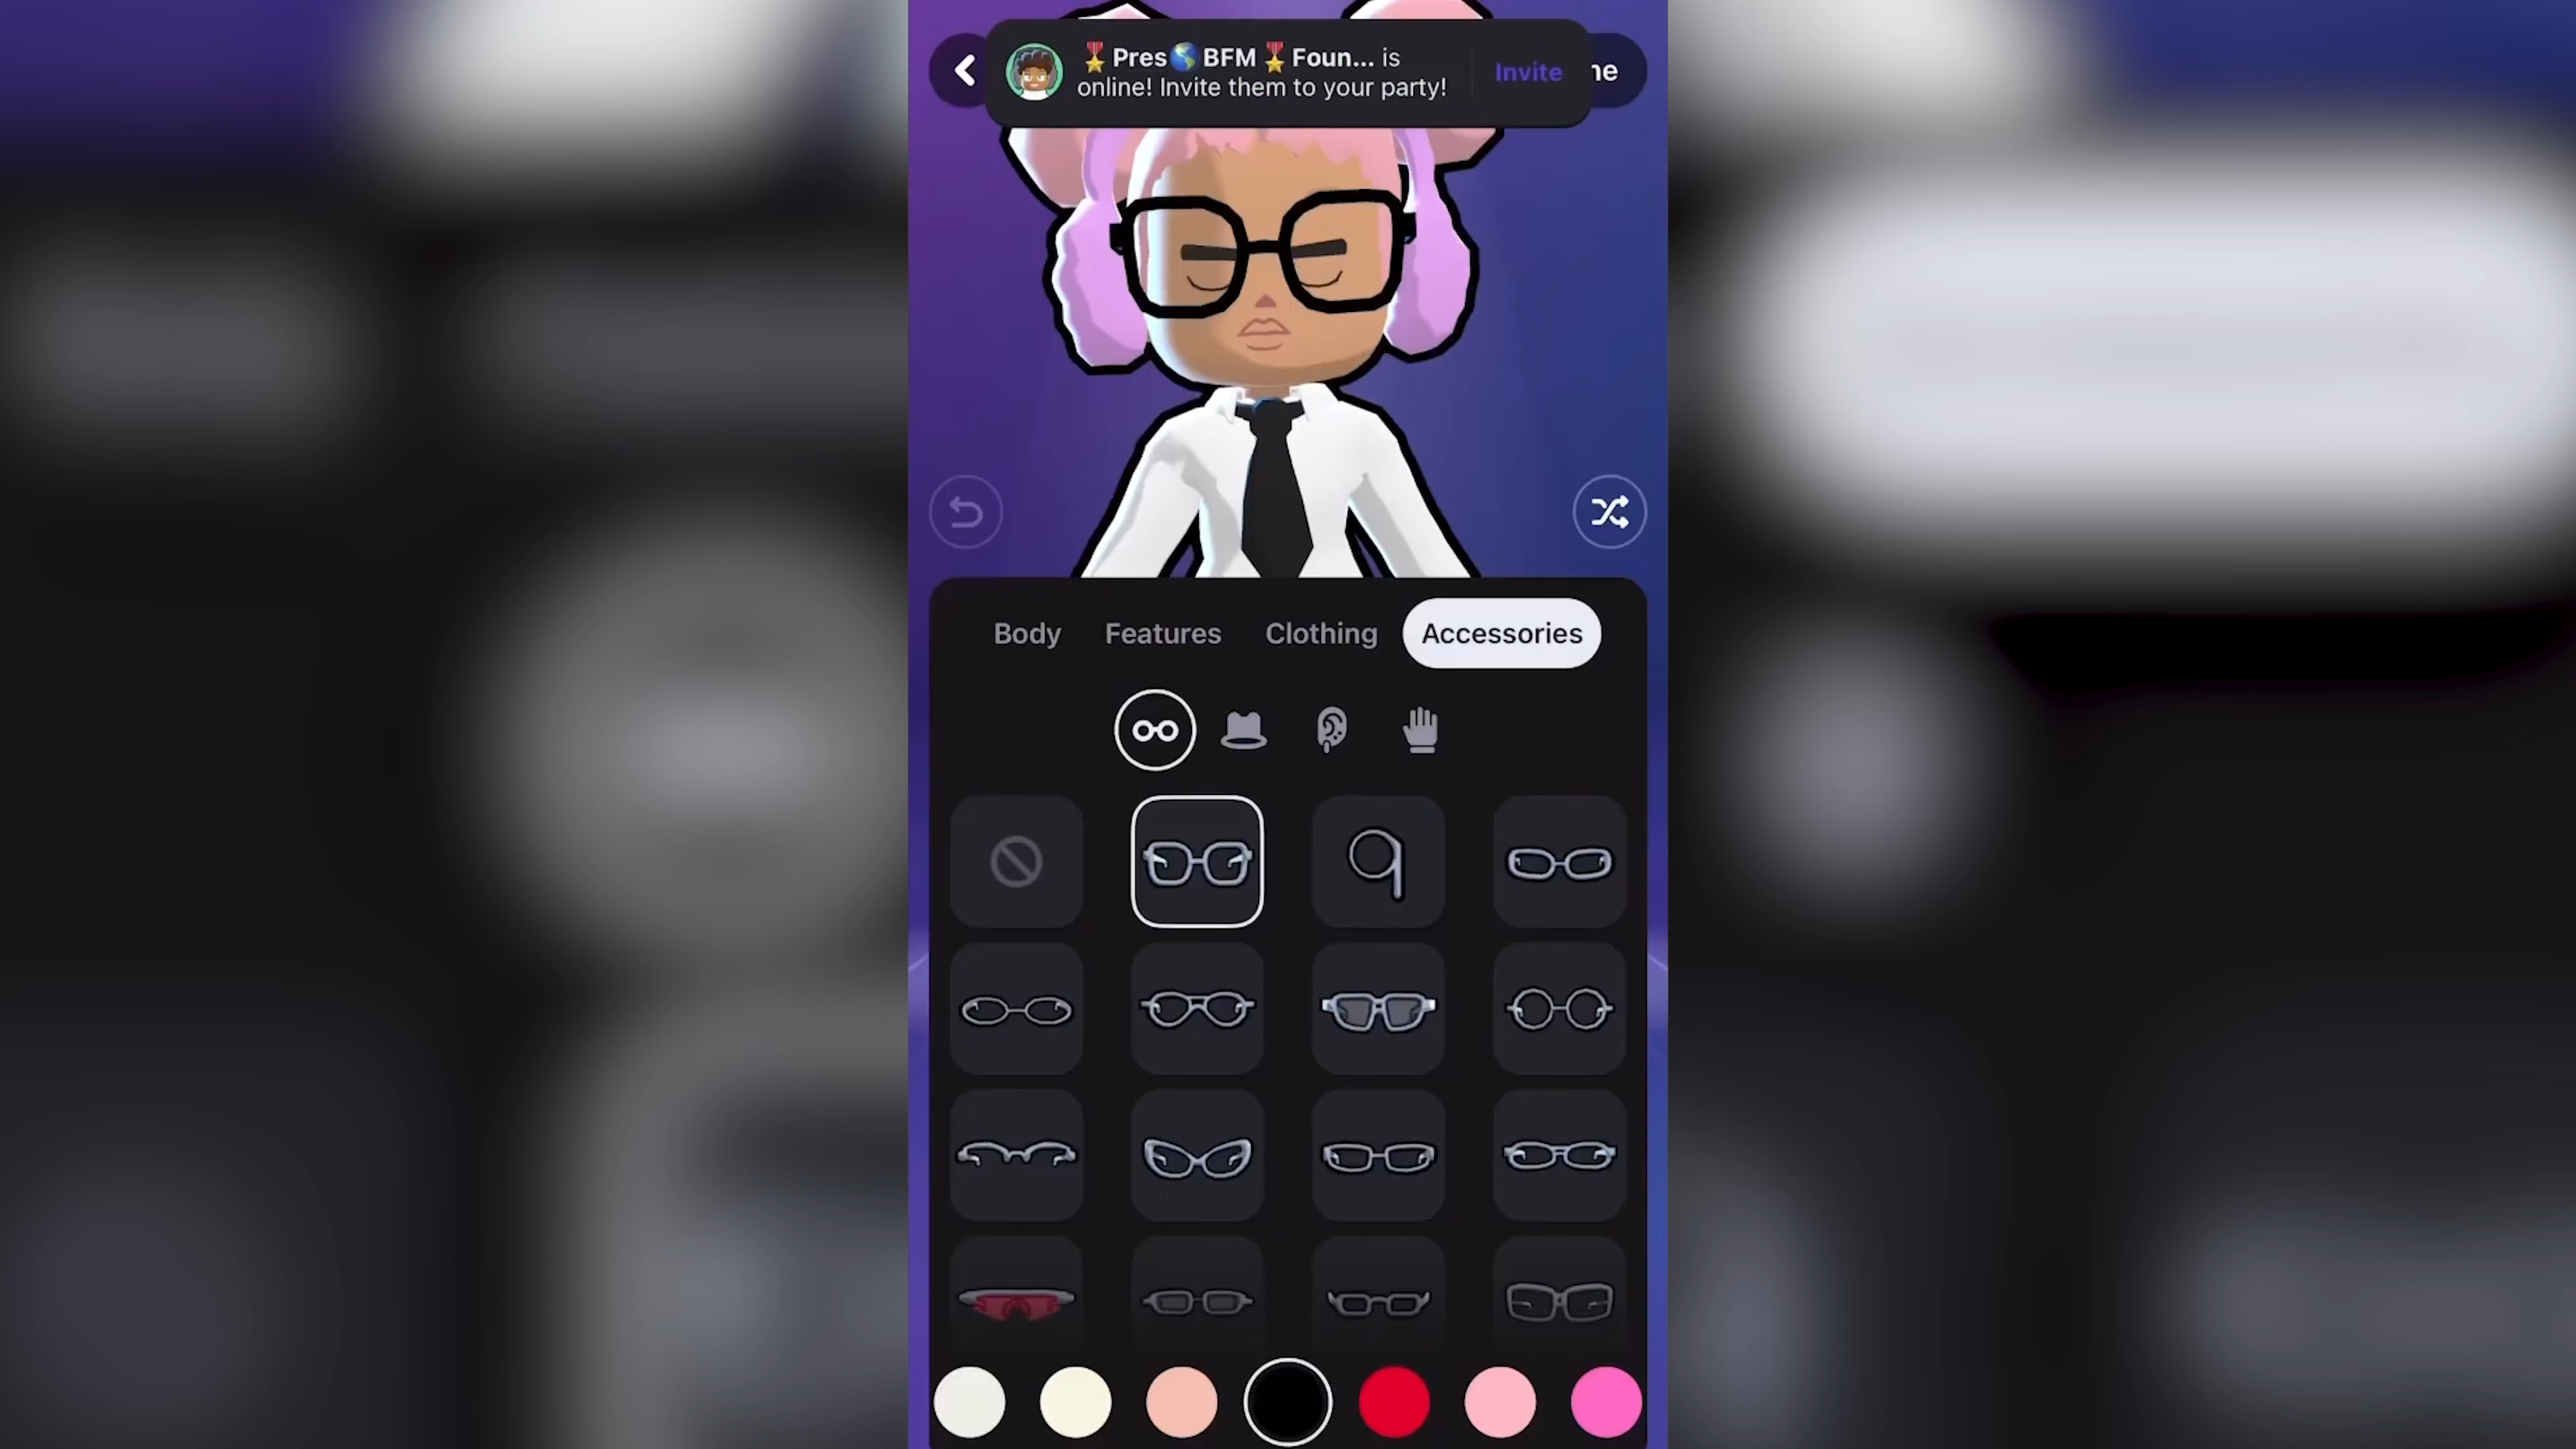 🎖️Pres🌎BFM🎖️Foun... is
online! Invite them to your party!
Invite
ne
Body
Features
Clothing
Accessories